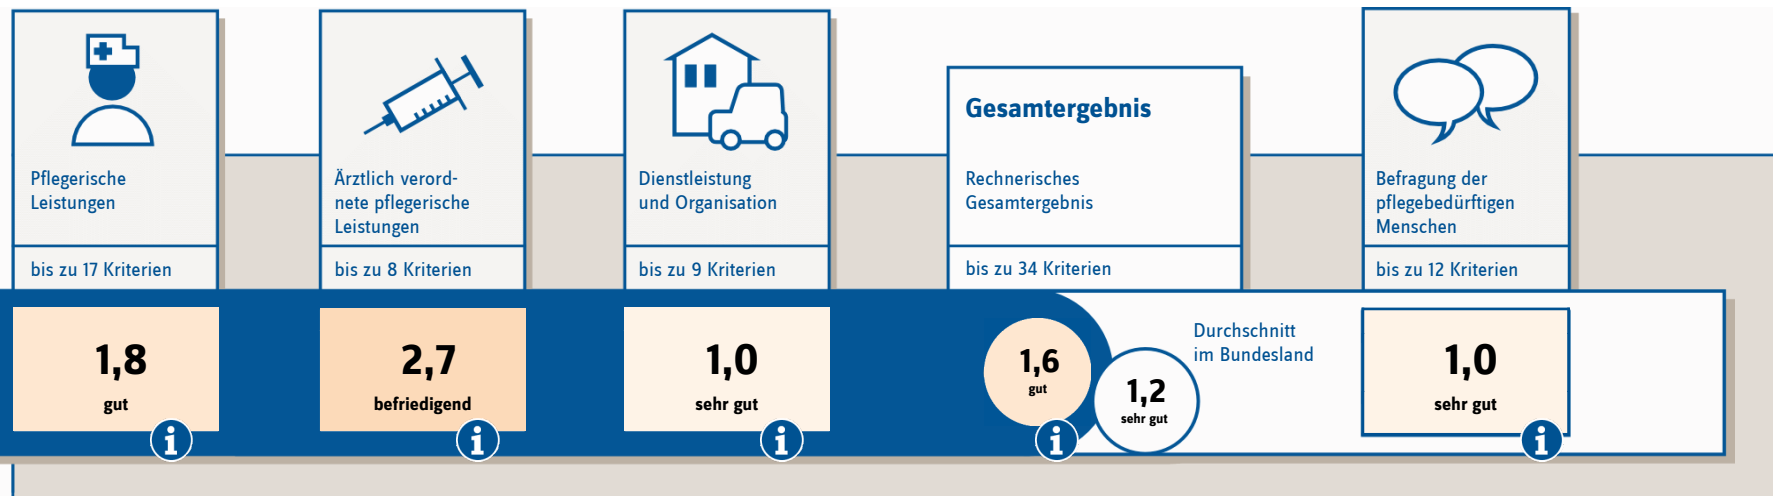 Pflegerische
Leistungen
bis zu 17 Kriterien
1,8
gut
i
Ärztlich verord-
nete pflegerische
Leistungen
bis zu 8 Kriterien
2,7
befriedigend
i
Dienstleistung
und Organisation
bis zu 9 Kriterien
1,0
sehr gut
i
Gesamtergebnis
Rechnerisches
Gesamtergebnis
bis zu 34 Kriterien
1,6
gut
i
1,2
sehr gut
Durchschnitt
im Bundesland
Befragung der
pflegebedürftigen
Menschen
bis zu 12 Kriterien
1,0
sehr gut
i